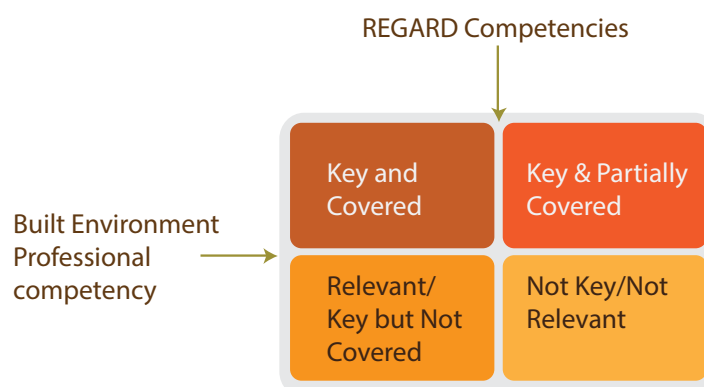 REGARD Competencies
Key and
Covered
Key & Partially
Covered
Built Environment
Professional
competency
Relevant/
Key but Not
Covered
Not Key/Not
Relevant